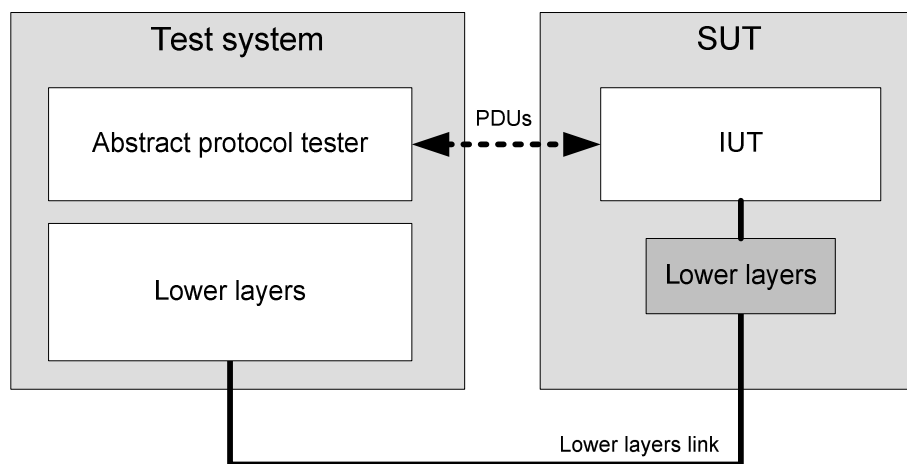 Test system
SUT
Abstract protocol tester
PDUs
IUT
Lower layers
Lower layers
Lower layers link